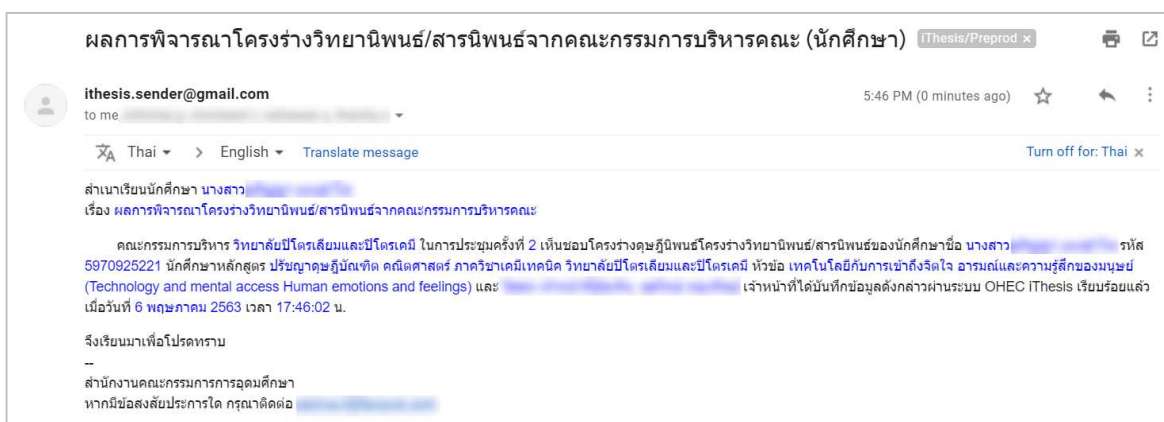 ผลการพิจารณาโครงร่างวิทยานิพนธ์/สารนิพนธ์จากคณะกรรมการบริหารคณะ (นักศึกษา) iThesis/Preprod ×
ithesis.sender@gmail.com 5:46 PM (0 minutes ago)
to me
Thai > English Translate message Turn off for: Thai ×
สำเนาเรียนนักศึกษา นางสาว
เรื่อง ผลการพิจารณาโครงร่างวิทยานิพนธ์/สารนิพนธ์จากคณะกรรมการบริหารคณะ
คณะกรรมการบริหาร วิทยาลัยปิโตรเลียมและปิโตรเคมี ในการประชุมครั้งที่ 2 เห็นชอบโครงร่างดุษฎีนิพนธ์โครงร่างวิทยานิพนธ์/สารนิพนธ์ของนักศึกษาชื่อ นางสาว รหัส
5970925221 นักศึกษาหลักสูตร ปรัชญาดุษฎีบัณฑิต คณิตศาสตร์ ภาควิชาเคมีเทคนิค วิทยาลัยปิโตรเลียมและปิโตรเคมี หัวข้อ เทคโนโลยีกับการเข้าถึงจิตใจ อารมณ์และความรู้สึกของมนุษย์
(Technology and mental access Human emotions and feelings) และ เจ้าหน้าที่ได้บันทึกข้อมูลดังกล่าวผ่านระบบ OHEC iThesis เรียบร้อยแล้ว
เมื่อวันที่ 6 พฤษภาคม 2563 เวลา 17:46:02 น.
จึงเรียนมาเพื่อโปรดทราบ
--
สำนักงานคณะกรรมการการอุดมศึกษา
หากมีข้อสงสัยประการใด กรุณาติดต่อ